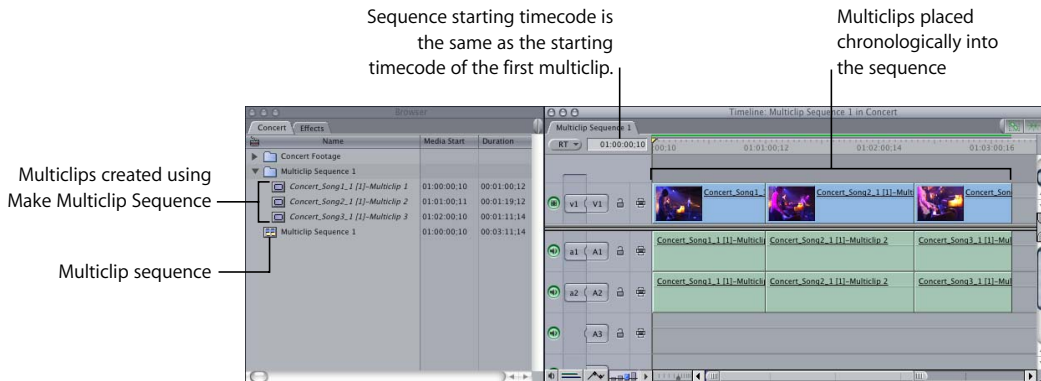 Sequence starting timecode is
the same as the starting
timecode of the first multiclip.
Multiclips placed
chronologically into
the sequence
Multiclips created using
Make Multiclip Sequence
Multiclip sequence
Browser
Concert Effects
Name Media Start Duration
Concert Footage
Multiclip Sequence 1
Concert_Song1_1 [1]-Multiclip 1 01:00:00;10 00:01:00;12
Concert_Song2_1 [1]-Multiclip 2 01:01:00;11 00:01:19;12
Concert_Song3_1 [1]-Multiclip 3 01:02:00;10 00:01:11;14
Multiclip Sequence 1 01:00:00;10 00:03:11;14
Timeline: Multiclip Sequence 1 in Concert
Multiclip Sequence 1
RT 01:00:00;10 00;10 01:01:00;12 01:02:00;14 01:03:00;16
v1 V1 Concert_Song1_ Concert_Song2_1 [1]-Mult Concert_Son
a1 A1 Concert_Song1_1 [1]-Multicli Concert_Song2_1 [1]-Multiclip 2 Concert_Song3_1 [1]-Mul
a2 A2 Concert_Song1_1 [1]-Multicli Concert_Song2_1 [1]-Multiclip 2 Concert_Song3_1 [1]-Mul
A3